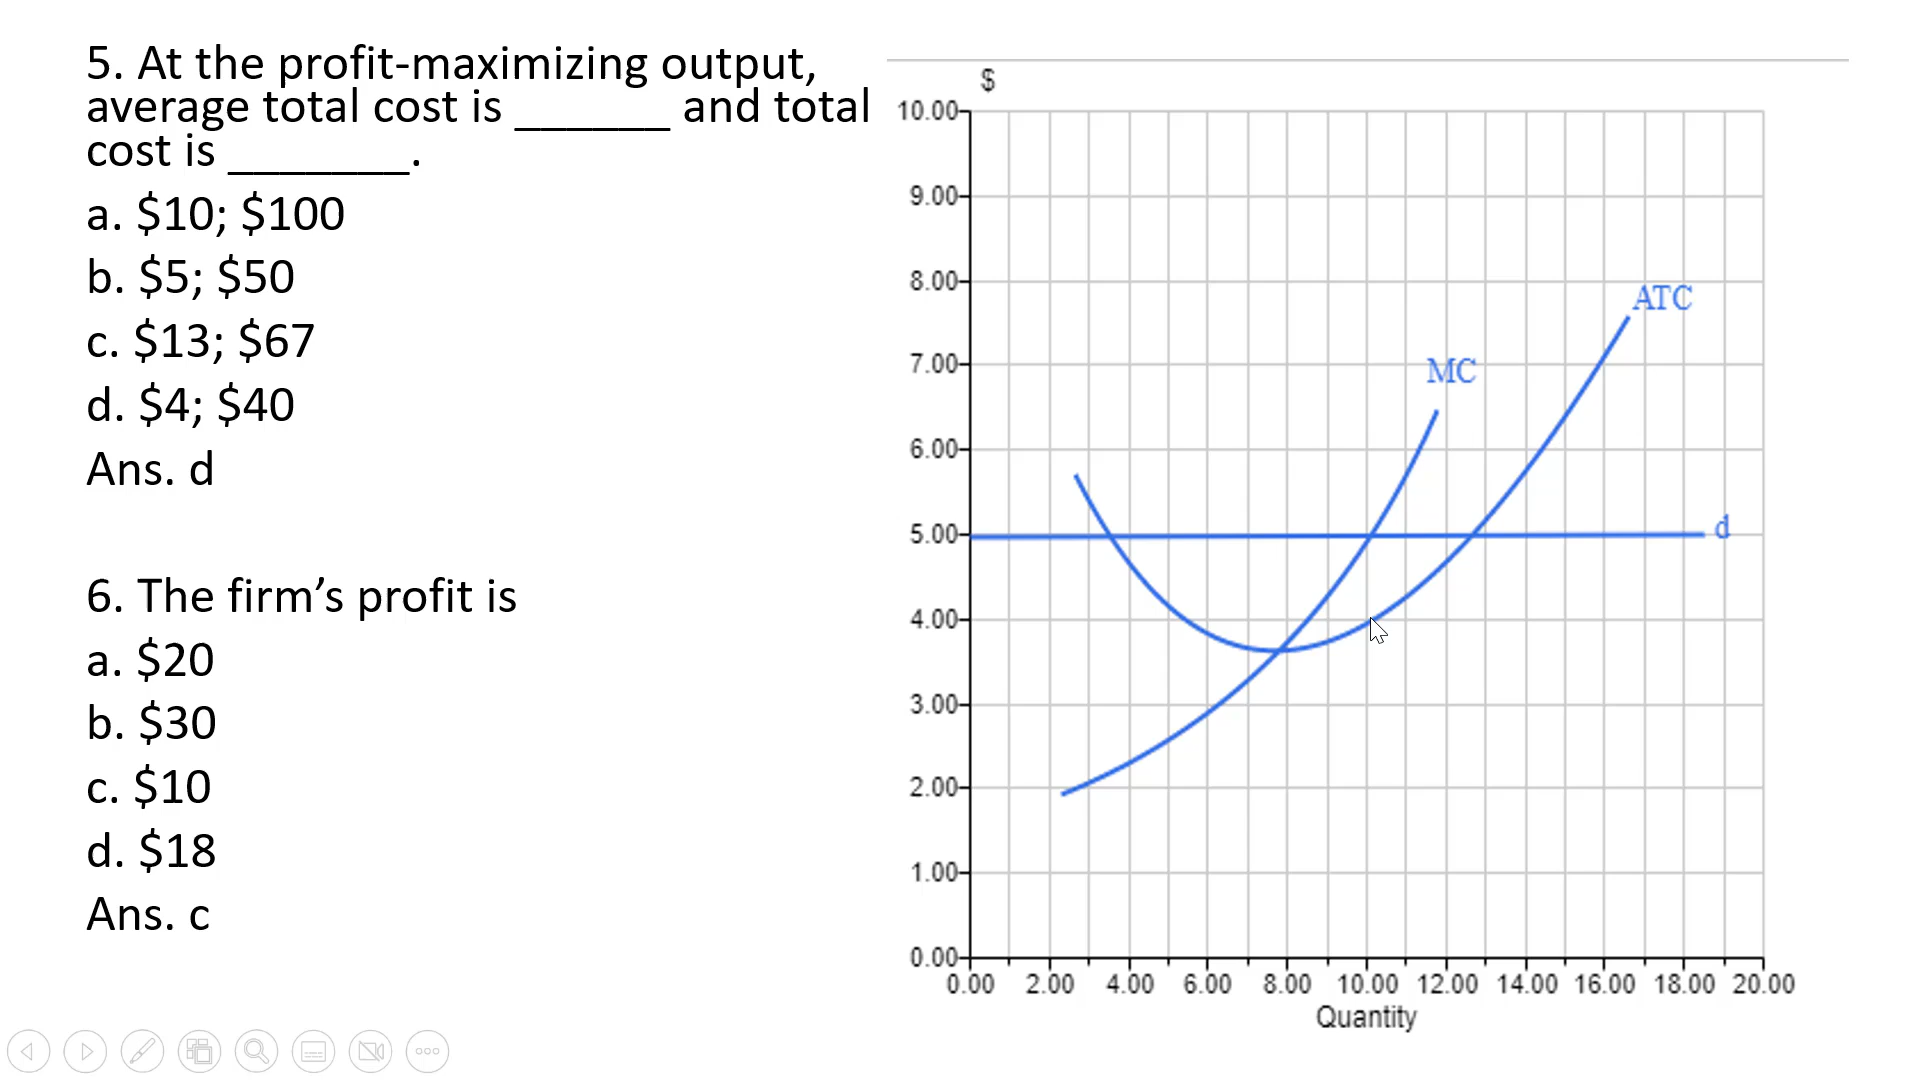 5. At the profit-maximizing output,
average total cost is ______ and total
cost is _______.
a. $10; $100
b. $5; $50
c. $13; $67
d. $4; $40
Ans. d
6. The firm’s profit is
a. $20
b. $30
c. $10
d. $18
Ans. c
$
10.00
9.00
8.00
7.00
6.00
5.00
4.00
3.00
2.00
1.00
0.00
ATC
MC
d
0.00 2.00 4.00 6.00 8.00 10.00 12.00 14.00 16.00 18.00 20.00
Quantity